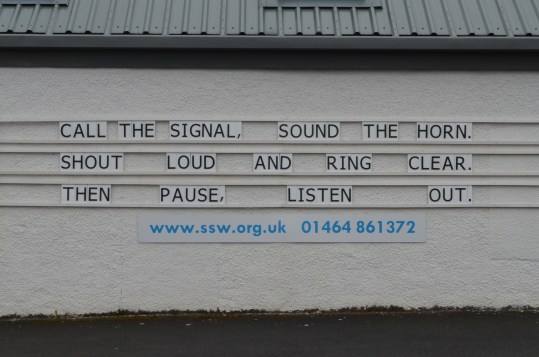 CALL THE SIGNAL, SOUND THE HORN.
SHOUT LOUD AND RING CLEAR.
THEN PAUSE, LISTEN OUT.
www.ssw.org.uk 01464 861372